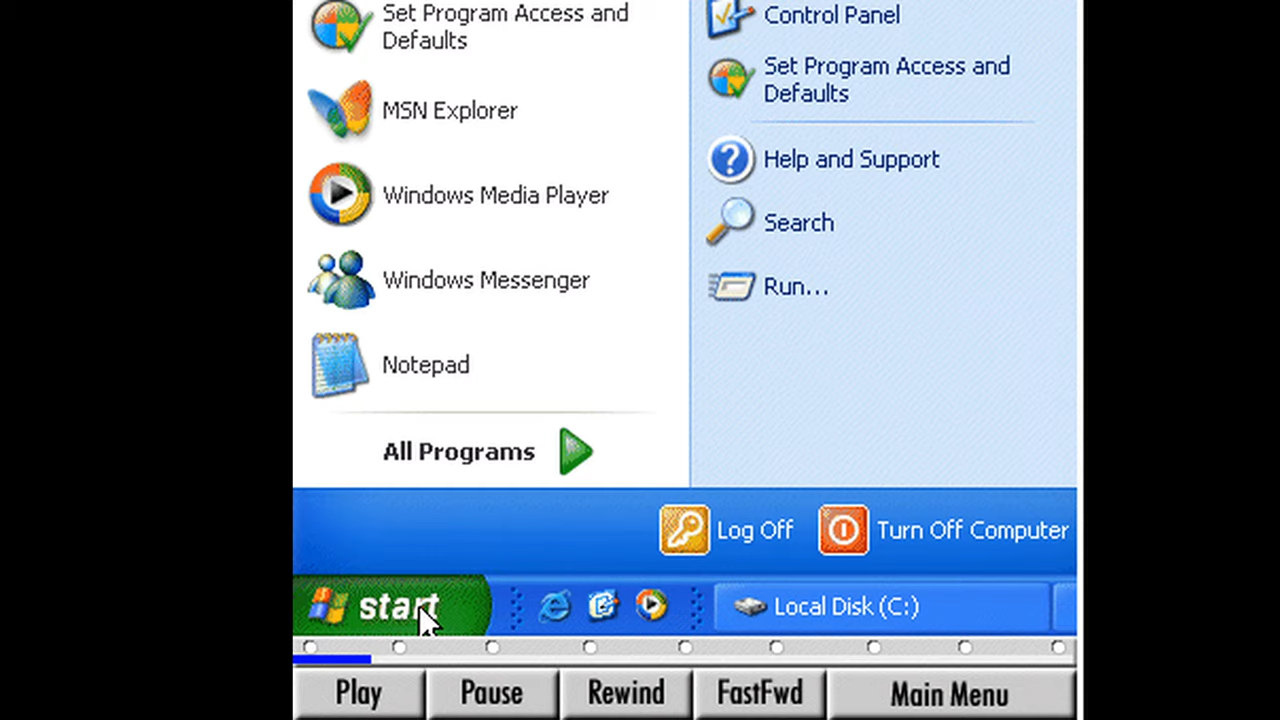 Set Program Access and
Defaults
MSN Explorer
Windows Media Player
Windows Messenger
Notepad
All Programs
Control Panel
Set Program Access and
Defaults
Help and Support
Search
Run...
Log Off
Turn Off Computer
start
Local Disk (C:)
Play
Pause
Rewind
FastFwd
Main Menu